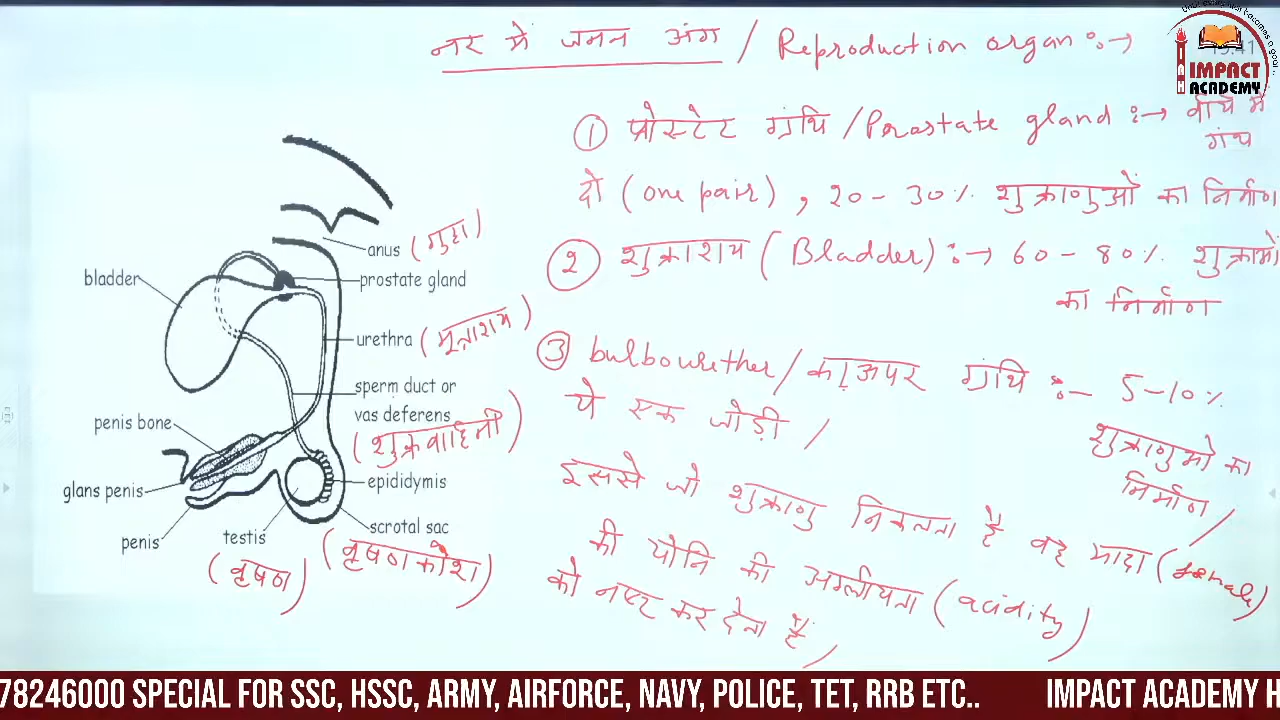 नर मे जनन अंग / Reproduction organ :→
IMPACT
ACADEMY
① प्रोस्टेट ग्रंथि / Prostate gland :→ वीर्य मे
गंध
दो (one pair) , 20 - 30% शुक्राणुओं का निर्माण
② शुक्राशय (Bladder) :→ 60 - 80% शुक्राणुओं
का निर्माण
③ bulbourether / काऊपर ग्रंथि :- 5-10%
ये एक जोड़ी /
शुक्राणुओ का
निर्माण /
इससे जो शुक्राणु निकलता है वह मादा (female)
की योनि की अम्लीयता (acidity)
को नष्ट कर देता है /
anus (गुदा)
bladder
prostate gland
urethra (मूत्राशय)
sperm duct or
vas deferens
(शुक्रवाहिनी)
penis bone
glans penis
epididymis
penis
testis
scrotal sac
(वृषण)
(वृषणकोश)
78246000 SPECIAL FOR SSC, HSSC, ARMY, AIRFORCE, NAVY, POLICE, TET, RRB ETC.. IMPACT ACADEMY H